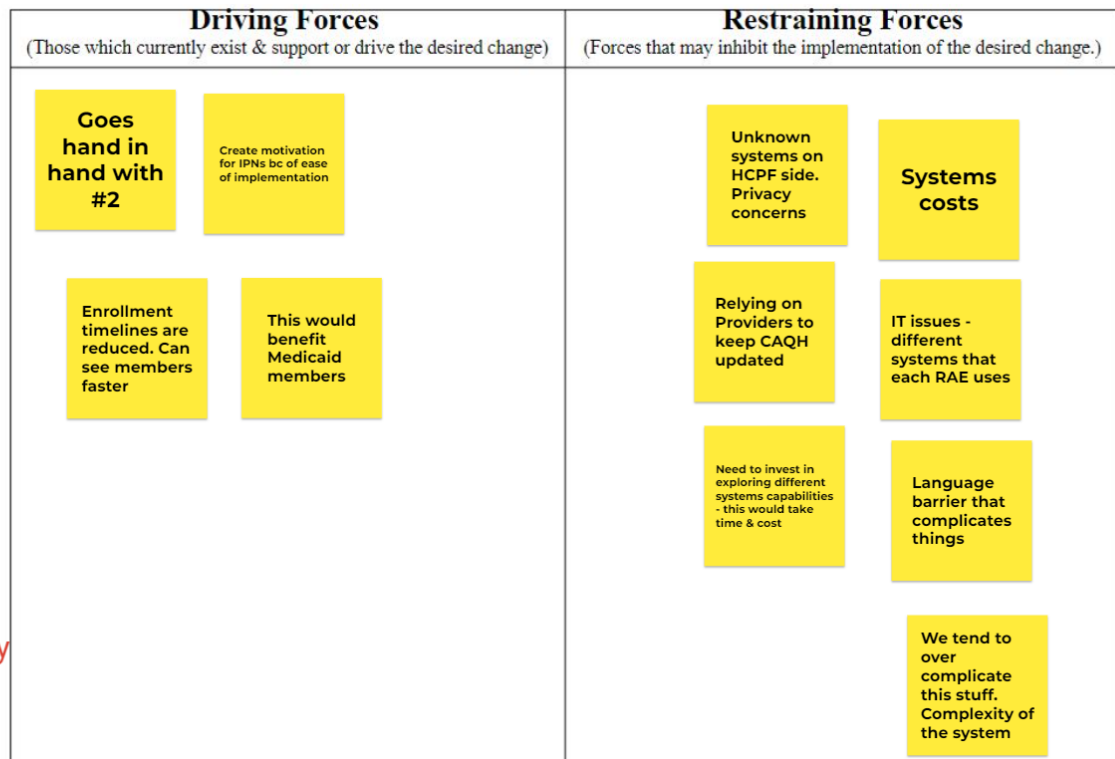 Driving Forces
(Those which currently exist & support or drive the desired change)
Goes
hand in
hand with
#2
Create motivation
for IPNs bc of ease
of implementation
Enrollment
timelines are
reduced. Can
see members
faster
This would
benefit
Medicaid
members
Restraining Forces
(Forces that may inhibit the implementation of the desired change.)
Unknown
systems on
HCPF side.
Privacy
concerns
Systems
costs
Relying on
Providers to
keep CAQH
updated
IT issues -
different
systems that
each RAE uses
Need to invest in
exploring different
systems capabilities
- this would take
time & cost
Language
barrier that
complicates
things
We tend to
over
complicate
this stuff.
Complexity of
the system
y